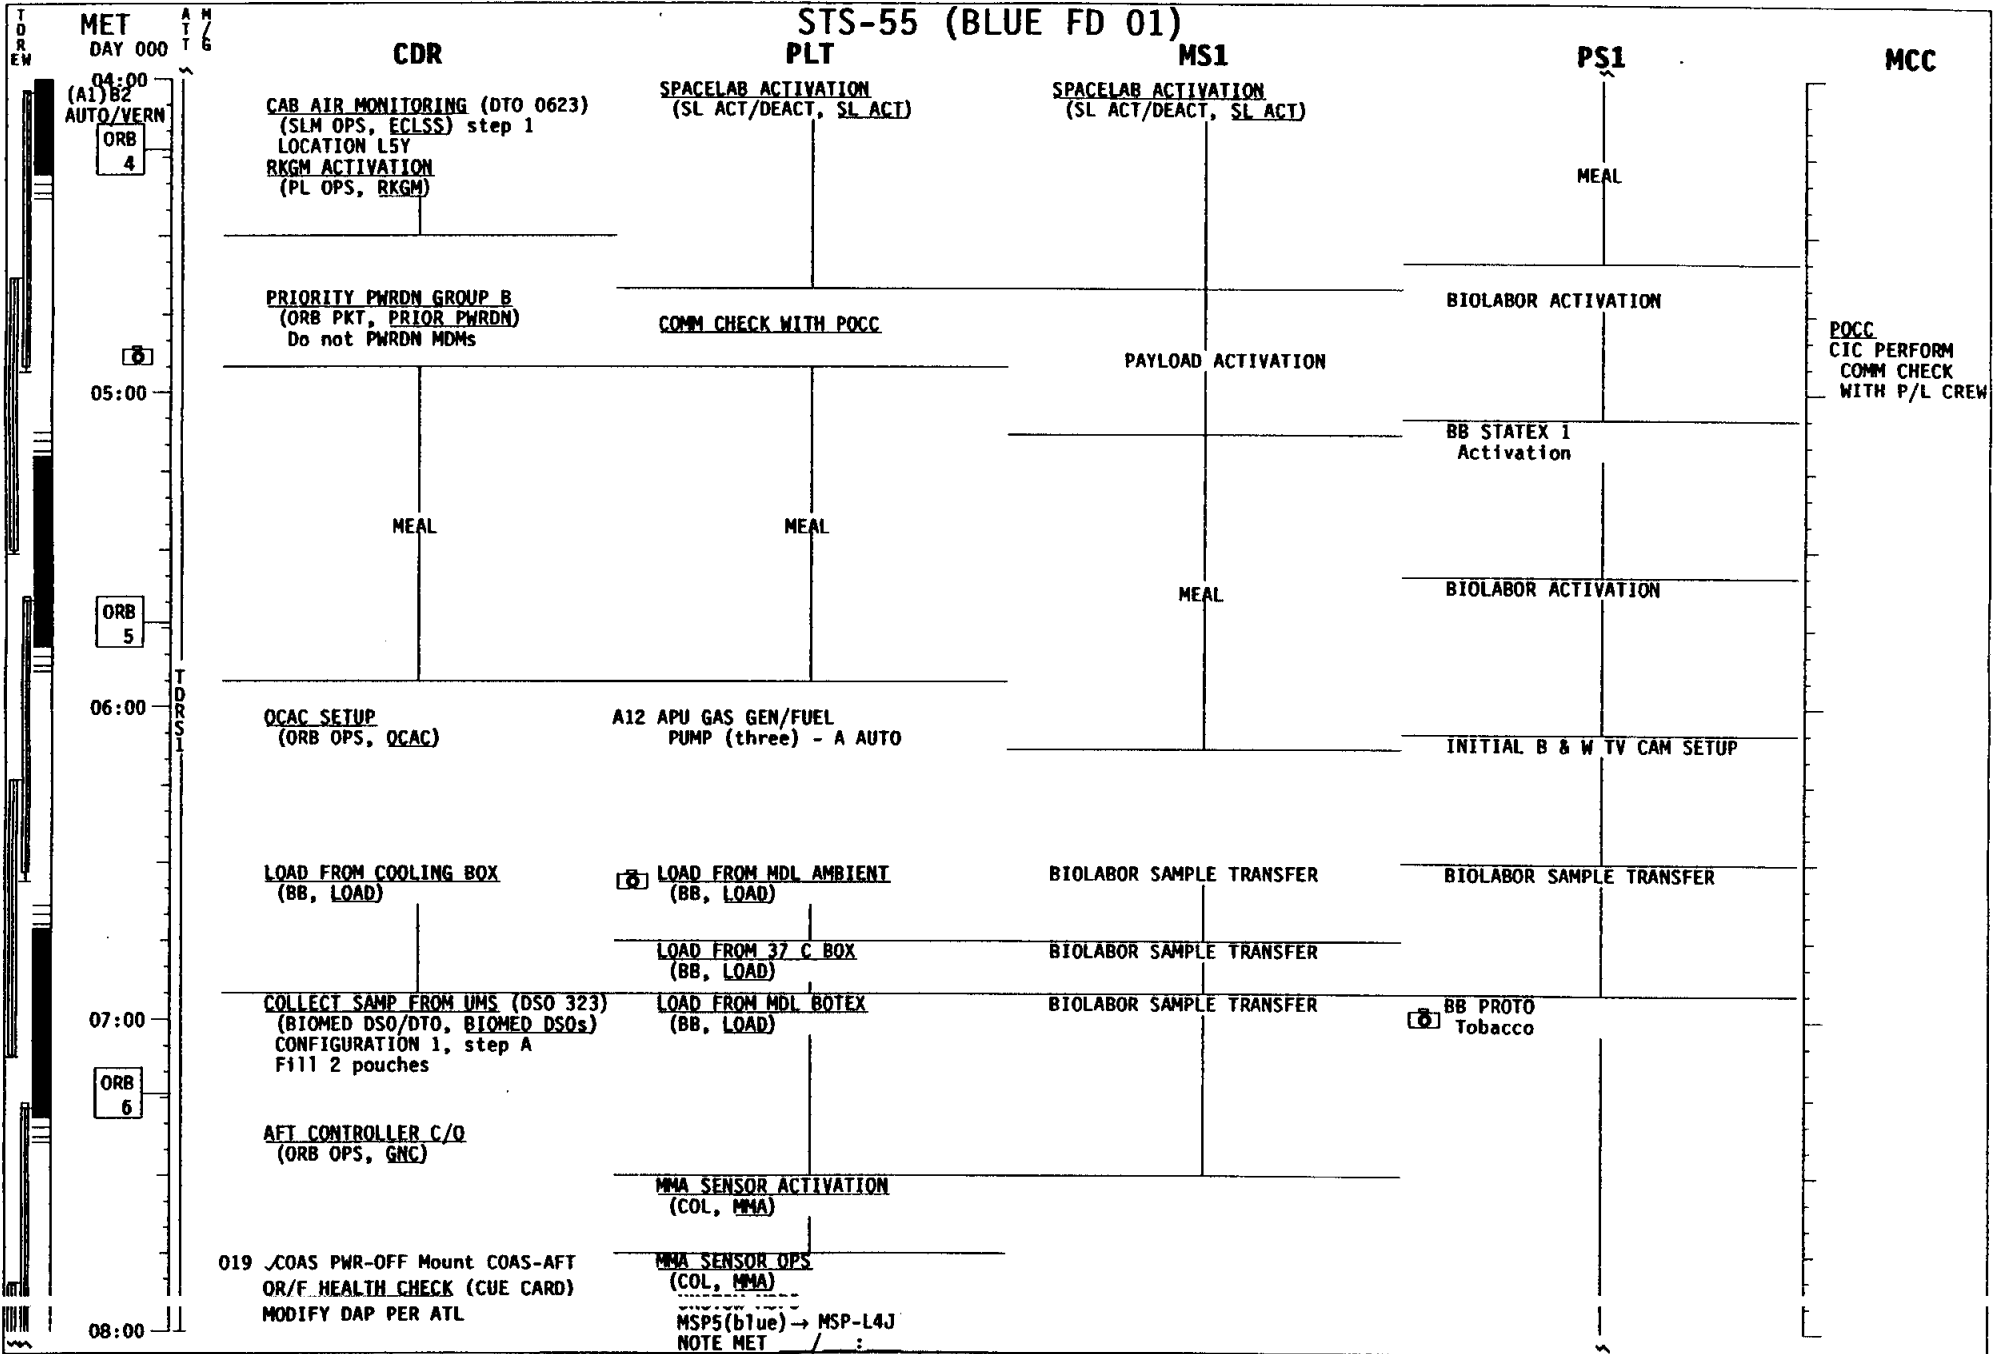 STS-55 (BLUE FD 01)
TDRE W
MET
DAY 000
ATT
M/G
CDR
PLT
MS1
PS1
MCC
04:00
(A1)B2
AUTO/VERN
ORB
4
05:00
ORB
5
06:00
07:00
ORB
6
08:00
TDRS1
CAB AIR MONITORING (DTO 0623)
(SLM OPS, ECLSS) step 1
LOCATION L5Y
RKGM ACTIVATION
(PL OPS, RKGM)
PRIORITY PWRDN GROUP B
(ORB PKT, PRIOR PWRDN)
Do not PWRDN MDMs
MEAL
OCAC SETUP
(ORB OPS, OCAC)
LOAD FROM COOLING BOX
(BB, LOAD)
COLLECT SAMP FROM UMS (DSO 323)
(BIOMED DSO/DTO, BIOMED DSOs)
CONFIGURATION 1, step A
Fill 2 pouches
AFT CONTROLLER C/O
(ORB OPS, GNC)
019 ✓COAS PWR-OFF Mount COAS-AFT
OR/F HEALTH CHECK (CUE CARD)
MODIFY DAP PER ATL
SPACELAB ACTIVATION
(SL ACT/DEACT, SL ACT)
COMM CHECK WITH POCC
MEAL
A12 APU GAS GEN/FUEL
PUMP (three) - A AUTO
LOAD FROM MDL AMBIENT
(BB, LOAD)
LOAD FROM 37 C BOX
(BB, LOAD)
LOAD FROM MDL BOTEX
(BB, LOAD)
MMA SENSOR ACTIVATION
(COL, MMA)
MMA SENSOR OPS
(COL, MMA)
MSP5(blue)→ MSP-L4J
NOTE MET ___/___:___
SPACELAB ACTIVATION
(SL ACT/DEACT, SL ACT)
PAYLOAD ACTIVATION
MEAL
BIOLABOR SAMPLE TRANSFER
BIOLABOR SAMPLE TRANSFER
BIOLABOR SAMPLE TRANSFER
MEAL
BIOLABOR ACTIVATION
BB STATEX 1
Activation
BIOLABOR ACTIVATION
INITIAL B & W TV CAM SETUP
BIOLABOR SAMPLE TRANSFER
BB PROTO
Tobacco
POCC
CIC PERFORM
COMM CHECK
WITH P/L CREW